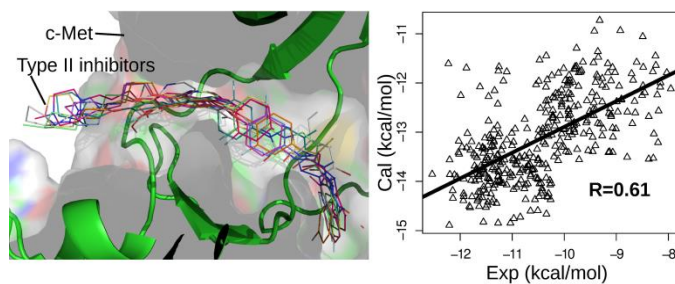 c-Met
Type II inhibitors
Cal (kcal/mol)
−11
−12
−13
−14
−15
R=0.61
−12 −11 −10 −9 −8
Exp (kcal/mol)